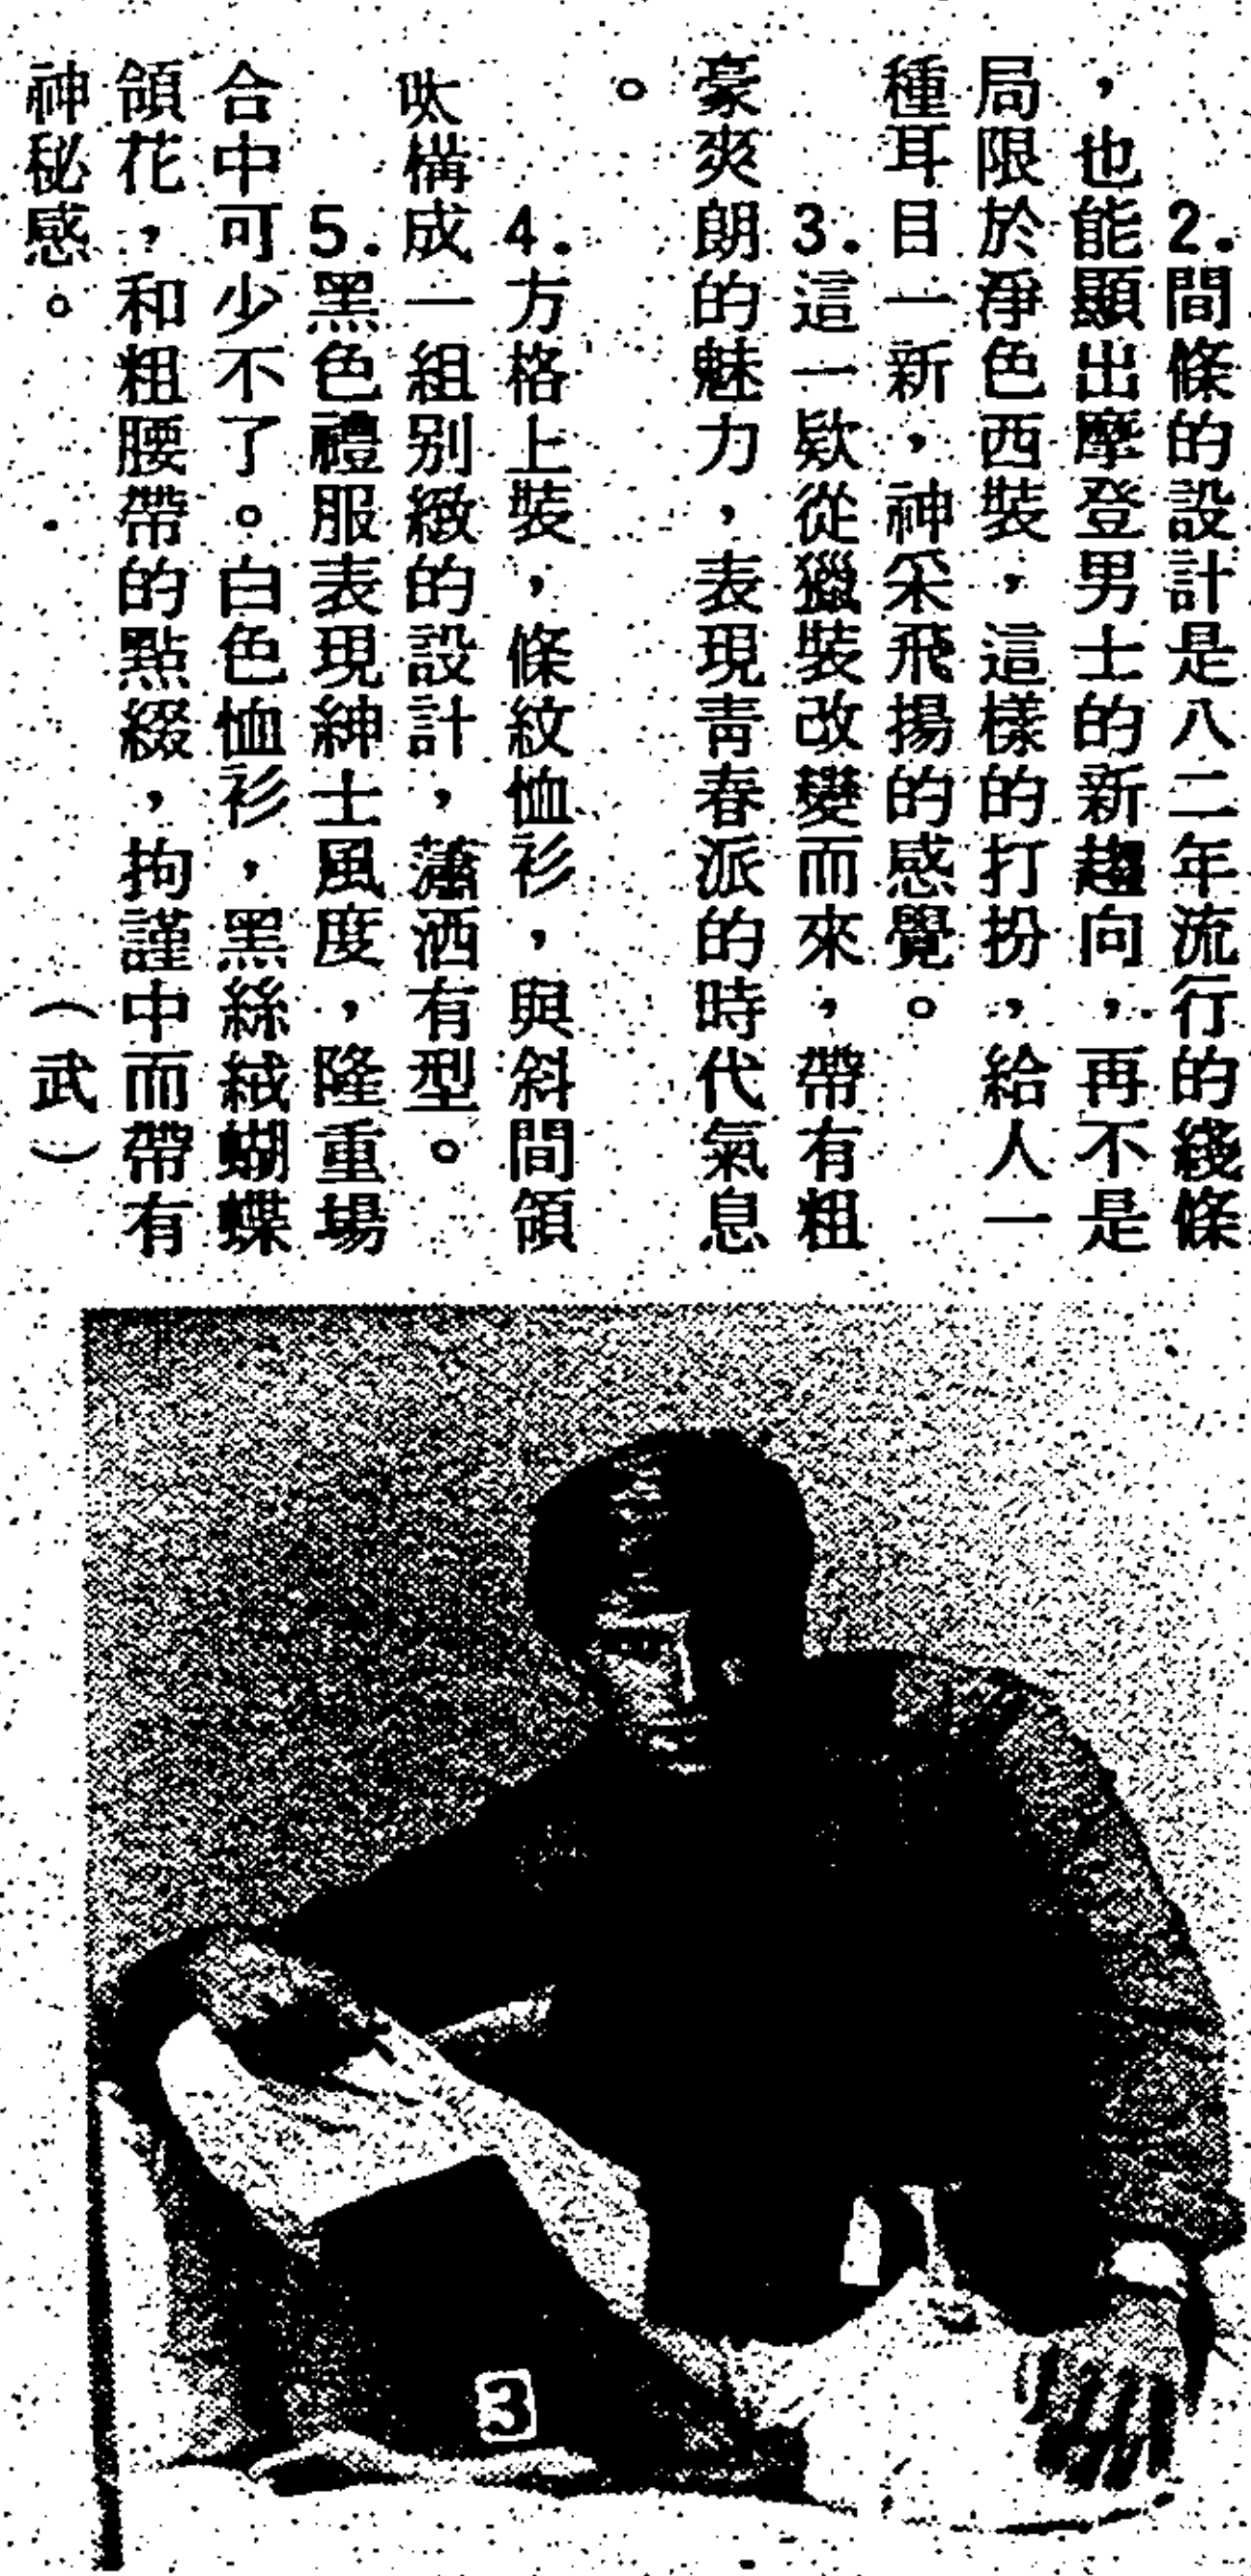 2.間條的設計是八二年流行的綫條
，也能顯出摩登男士的新趨向，再不是
局限於淨色西裝，這樣的打扮，給人一
種耳目一新，神采飛揚的感覺。
3.這一欵從獵裝改變而來，帶有粗
豪爽朗的魅力，表現靑春派的時代氣息
。
4.方格上裝，條紋恤衫，與斜間領
呔構成一組别緻的設計，瀟洒有型。
5.黑色禮服表現紳士風度，隆重場
合中可少不了。白色恤衫，黑絲絨蝴蝶
領花，和粗腰帶的點綴，拘謹中而帶有
神秘感。（武）
3